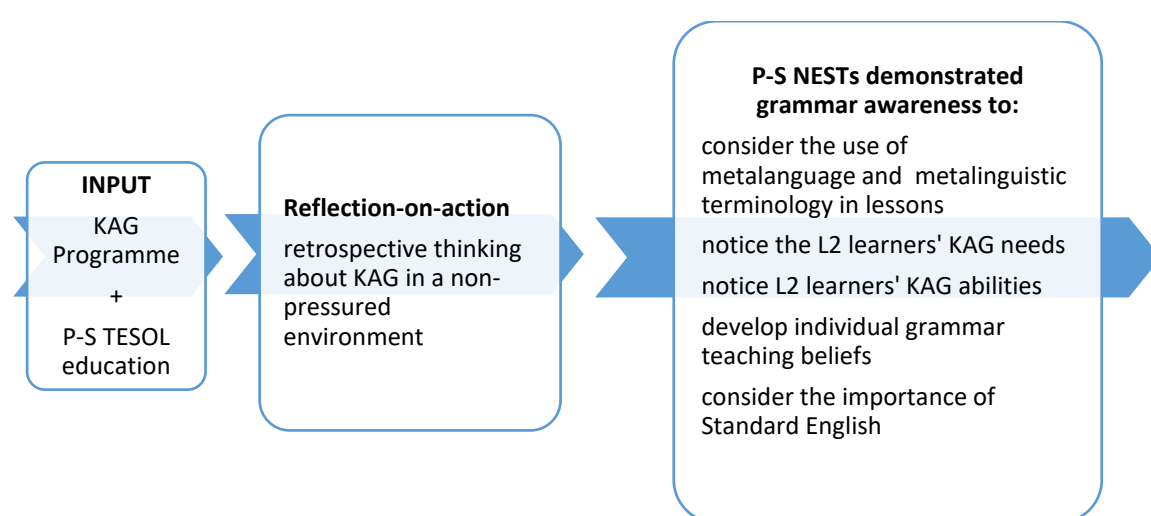 INPUT
KAG
Programme
+
P-S TESOL
education
Reflection-on-action
retrospective thinking
about KAG in a non-
pressured
environment
P-S NESTs demonstrated
grammar awareness to:
consider the use of
metalanguage and metalinguistic
terminology in lessons
notice the L2 learners' KAG needs
notice L2 learners' KAG abilities
develop individual grammar
teaching beliefs
consider the importance of
Standard English